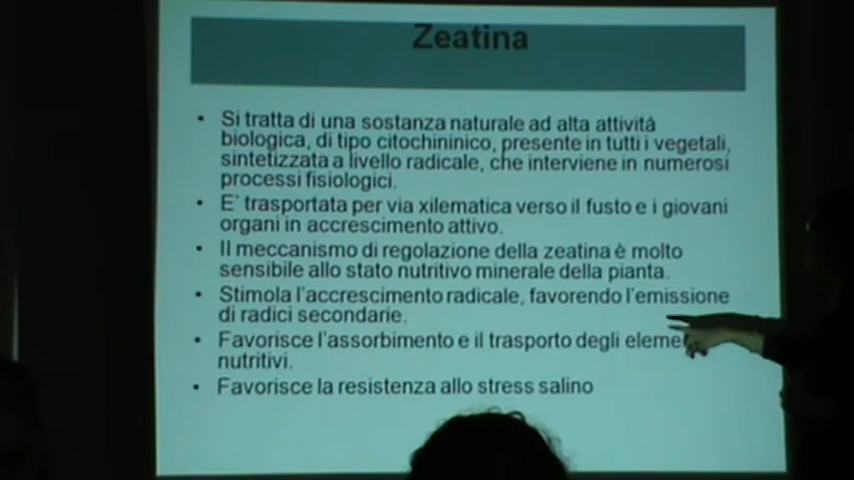 Zeatina
• Si tratta di una sostanza naturale ad alta attività
biologica, di tipo citochininico, presente in tutti i vegetali,
sintetizzata a livello radicale, che interviene in numerosi
processi fisiologici.
• E' trasportata per via xilematica verso il fusto e i giovani
organi in accrescimento attivo.
• Il meccanismo di regolazione della zeatina è molto
sensibile allo stato nutritivo minerale della pianta.
• Stimola l'accrescimento radicale, favorendo l'emissione
di radici secondarie.
• Favorisce l'assorbimento e il trasporto degli
nutritivi.
• Favorisce la resistenza allo stress salino